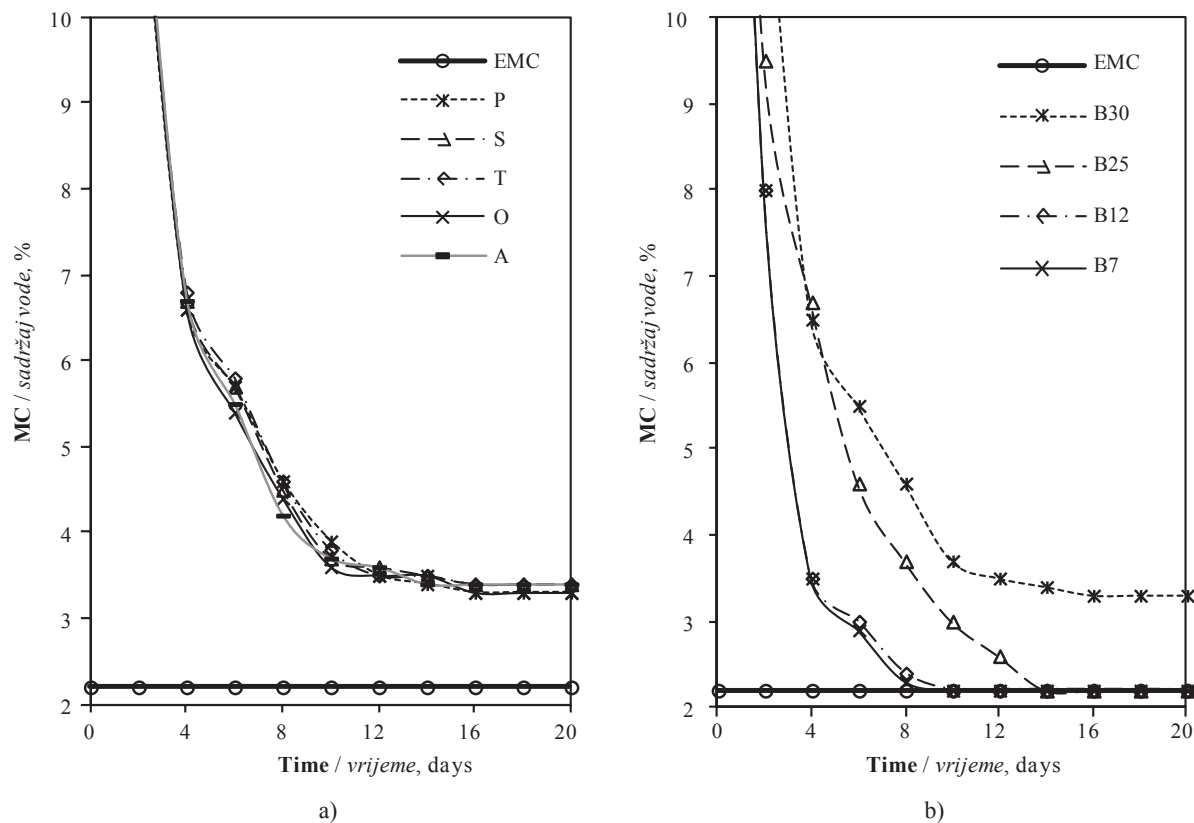 MC / sadržaj vode, %
10
9
8
7
6
5
4
3
2
0
4
8
12
16
20
Time / vrijeme, days
EMC
P
S
T
O
A
a)
MC / sadržaj vode, %
10
9
8
7
6
5
4
3
2
0
4
8
12
16
20
Time / vrijeme, days
EMC
B30
B25
B12
B7
b)